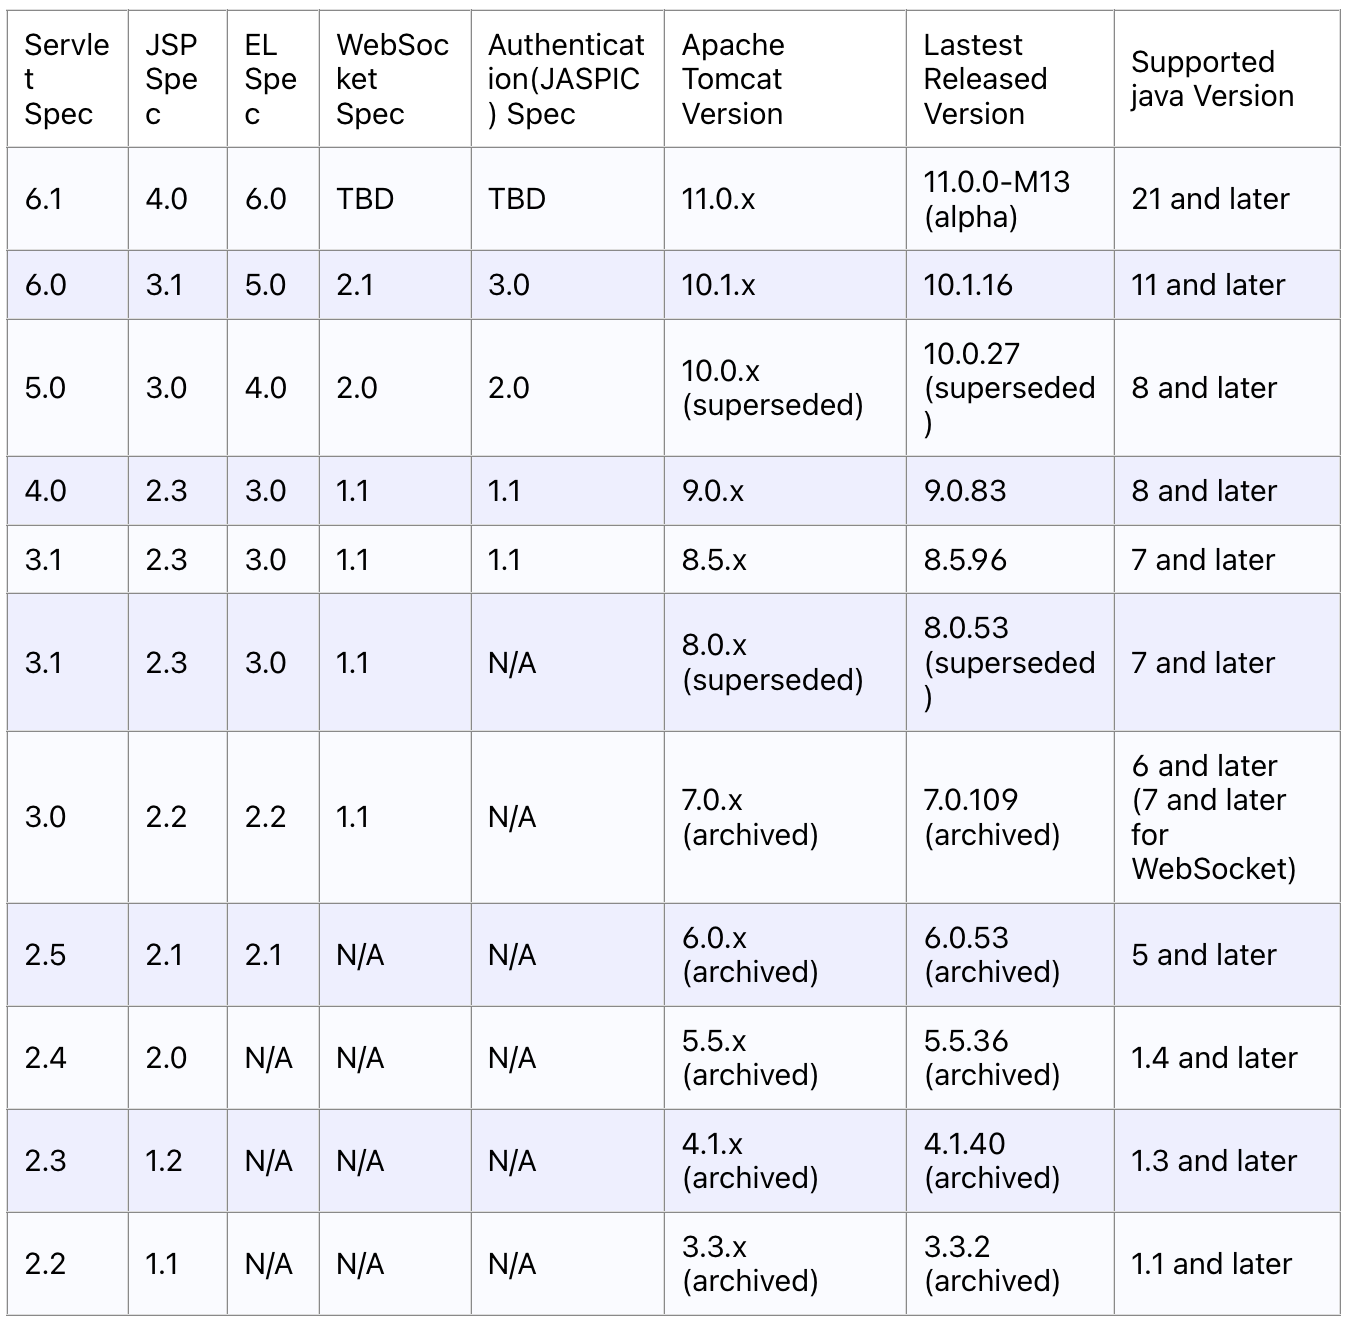 Servle
t
Spec
JSP
Spe
c
EL
Spe
c
WebSoc
ket
Spec
Authenticat
ion(JASPIC
) Spec
Apache
Tomcat
Version
Lastest
Released
Version
Supported
java Version
6.1
4.0
6.0
TBD
TBD
11.0.x
11.0.0-M13
(alpha)
21 and later
6.0
3.1
5.0
2.1
3.0
10.1.x
10.1.16
11 and later
5.0
3.0
4.0
2.0
2.0
10.0.x
(superseded)
10.0.27
(superseded
)
8 and later
4.0
2.3
3.0
1.1
1.1
9.0.x
9.0.83
8 and later
3.1
2.3
3.0
1.1
1.1
8.5.x
8.5.96
7 and later
3.1
2.3
3.0
1.1
N/A
8.0.x
(superseded)
8.0.53
(superseded
)
7 and later
3.0
2.2
2.2
1.1
N/A
7.0.x
(archived)
7.0.109
(archived)
6 and later
(7 and later
for
WebSocket)
2.5
2.1
2.1
N/A
N/A
6.0.x
(archived)
6.0.53
(archived)
5 and later
2.4
2.0
N/A
N/A
N/A
5.5.x
(archived)
5.5.36
(archived)
1.4 and later
2.3
1.2
N/A
N/A
N/A
4.1.x
(archived)
4.1.40
(archived)
1.3 and later
2.2
1.1
N/A
N/A
N/A
3.3.x
(archived)
3.3.2
(archived)
1.1 and later